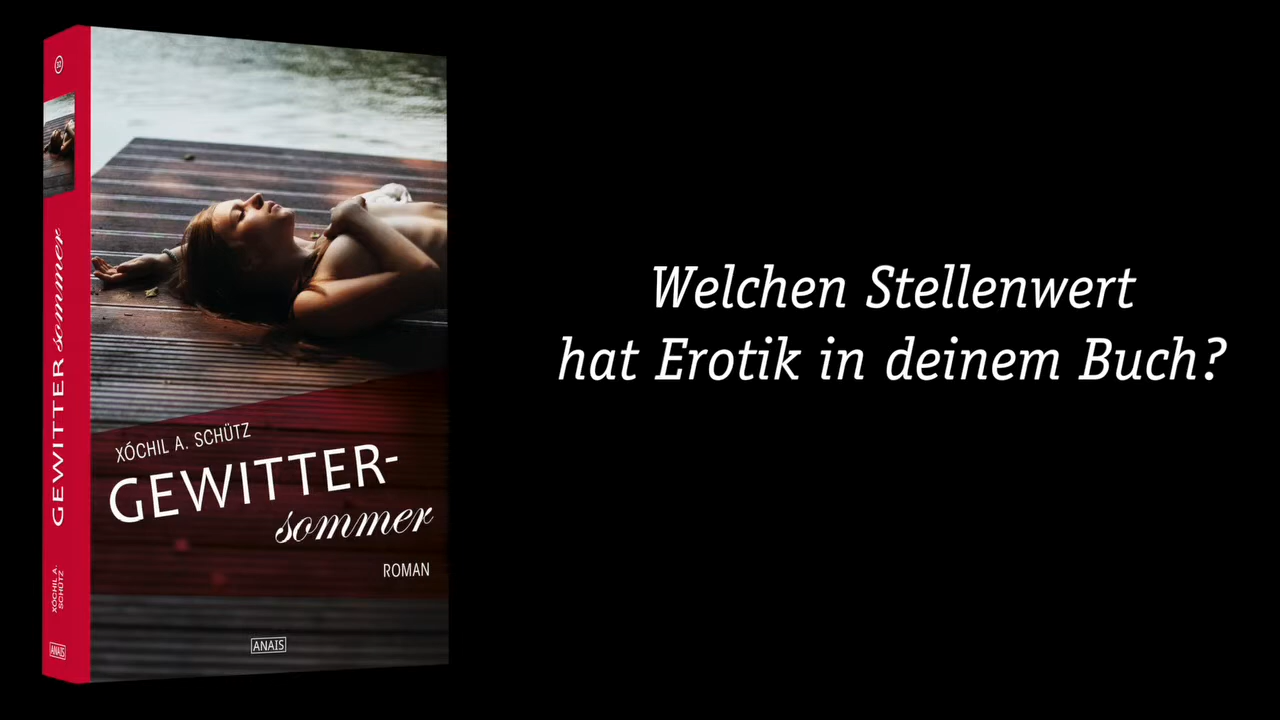 GEWITTER sommer
XÓCHIL A.
SCHÜTZ
ANAIS
XÓCHIL A. SCHÜTZ
GEWITTER-
sommer
ROMAN
ANAIS
Welchen Stellenwert
hat Erotik in deinem Buch?